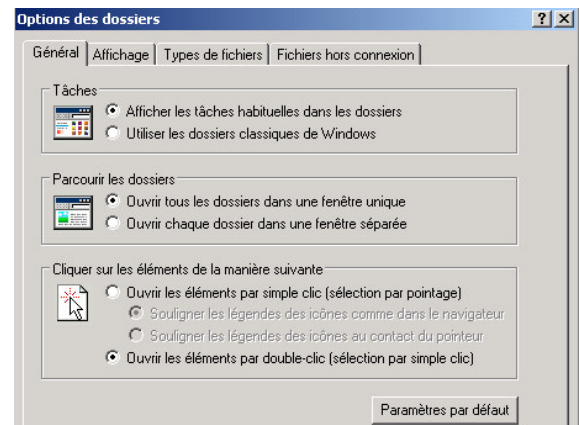 Options des dossiers
Général Affichage Types de fichiers Fichiers hors connexion
Tâches
Afficher les tâches habituelles dans les dossiers
Utiliser les dossiers classiques de Windows
Parcourir les dossiers
Ouvrir tous les dossiers dans une fenêtre unique
Ouvrir chaque dossier dans une fenêtre séparée
Cliquer sur les éléments de la manière suivante
Ouvrir les éléments par simple clic (sélection par pointage)
Souligner les légendes des icônes comme dans le navigateur
Souligner les légendes des icônes au contact du pointeur
Ouvrir les éléments par double-clic (sélection par simple clic)
Paramètres par défaut